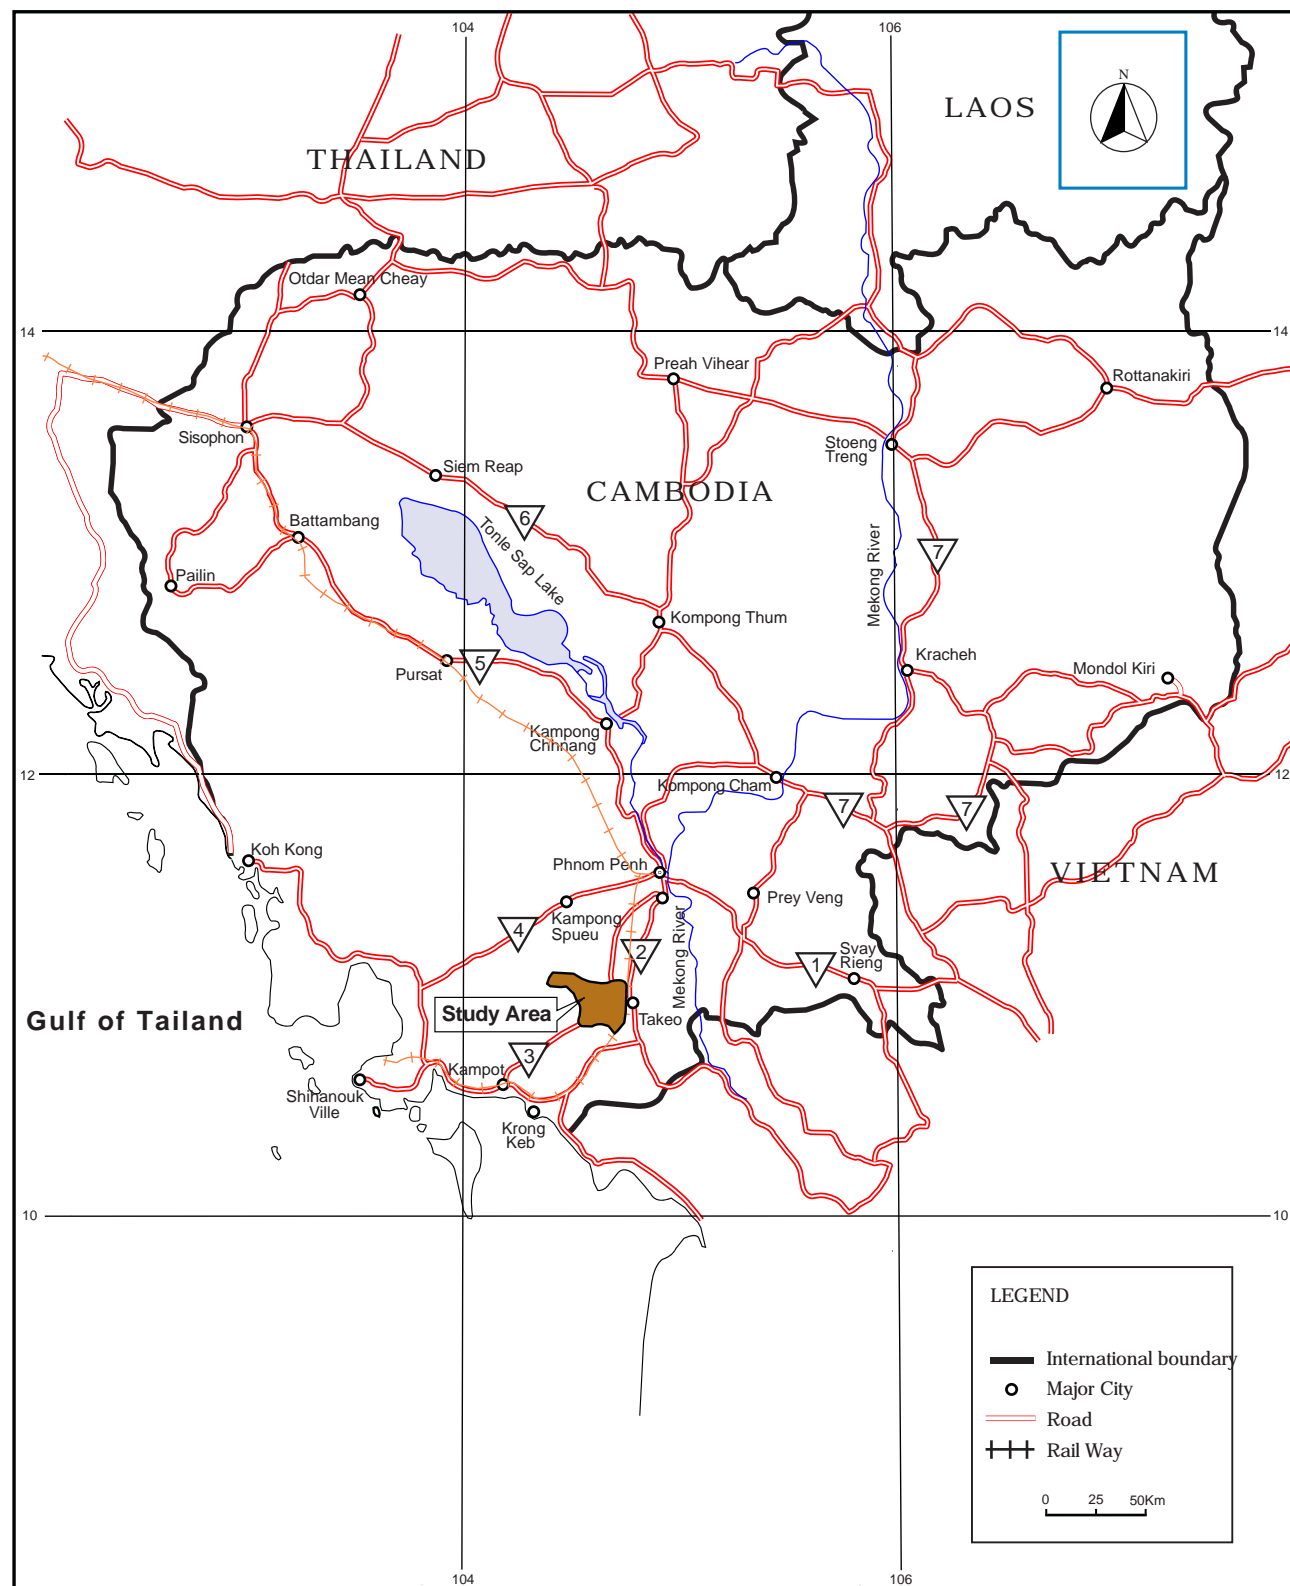 104
106
N
LAOS
THAILAND
Otdar Mean Cheay
14
14
Preah Vihear
Rottanakiri
Sisophon
Stoeng
Treng
Siem Reap
CAMBODIA
6
Tonle Sap Lake
Battambang
7
Mekong River
Pailin
Kompong Thum
Kracheh
Mondol Kiri
5
Pursat
Kampong
Chhnang
12
12
Kompong Cham
7
7
Koh Kong
Phnom Penh
VIETNAM
Prey Veng
Kampong
Spueu
4
2
Mekong River
Svay
Rieng
1
Study Area
Takeo
Gulf of Tailand
3
Kampot
Shinanouk
Ville
Krong
Keb
10
10
LEGEND
International boundary
Major City
Road
Rail Way
0 25 50Km
104
106